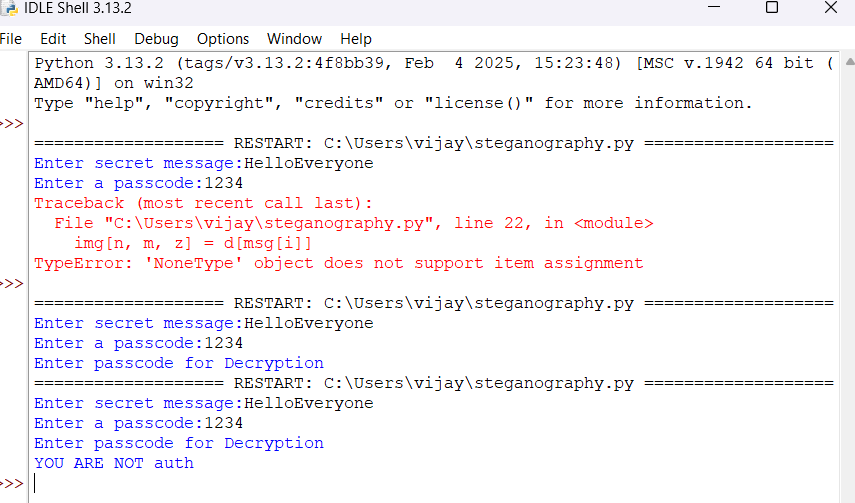 IDLE Shell 3.13.2
File Edit Shell Debug Options Window Help
Python 3.13.2 (tags/v3.13.2:4f8bb39, Feb  4 2025, 15:23:48) [MSC v.1942 64 bit (
AMD64)] on win32
Type "help", "copyright", "credits" or "license()" for more information.
>>>
=================== RESTART: C:\Users\vijay\steganography.py ===================
Enter secret message:HelloEveryone
Enter a passcode:1234
Traceback (most recent call last):
  File "C:\Users\vijay\steganography.py", line 22, in <module>
    img[n, m, z] = d[msg[i]]
TypeError: 'NoneType' object does not support item assignment
>>>
=================== RESTART: C:\Users\vijay\steganography.py ===================
Enter secret message:HelloEveryone
Enter a passcode:1234
Enter passcode for Decryption
=================== RESTART: C:\Users\vijay\steganography.py ===================
Enter secret message:HelloEveryone
Enter a passcode:1234
Enter passcode for Decryption
YOU ARE NOT auth
>>>